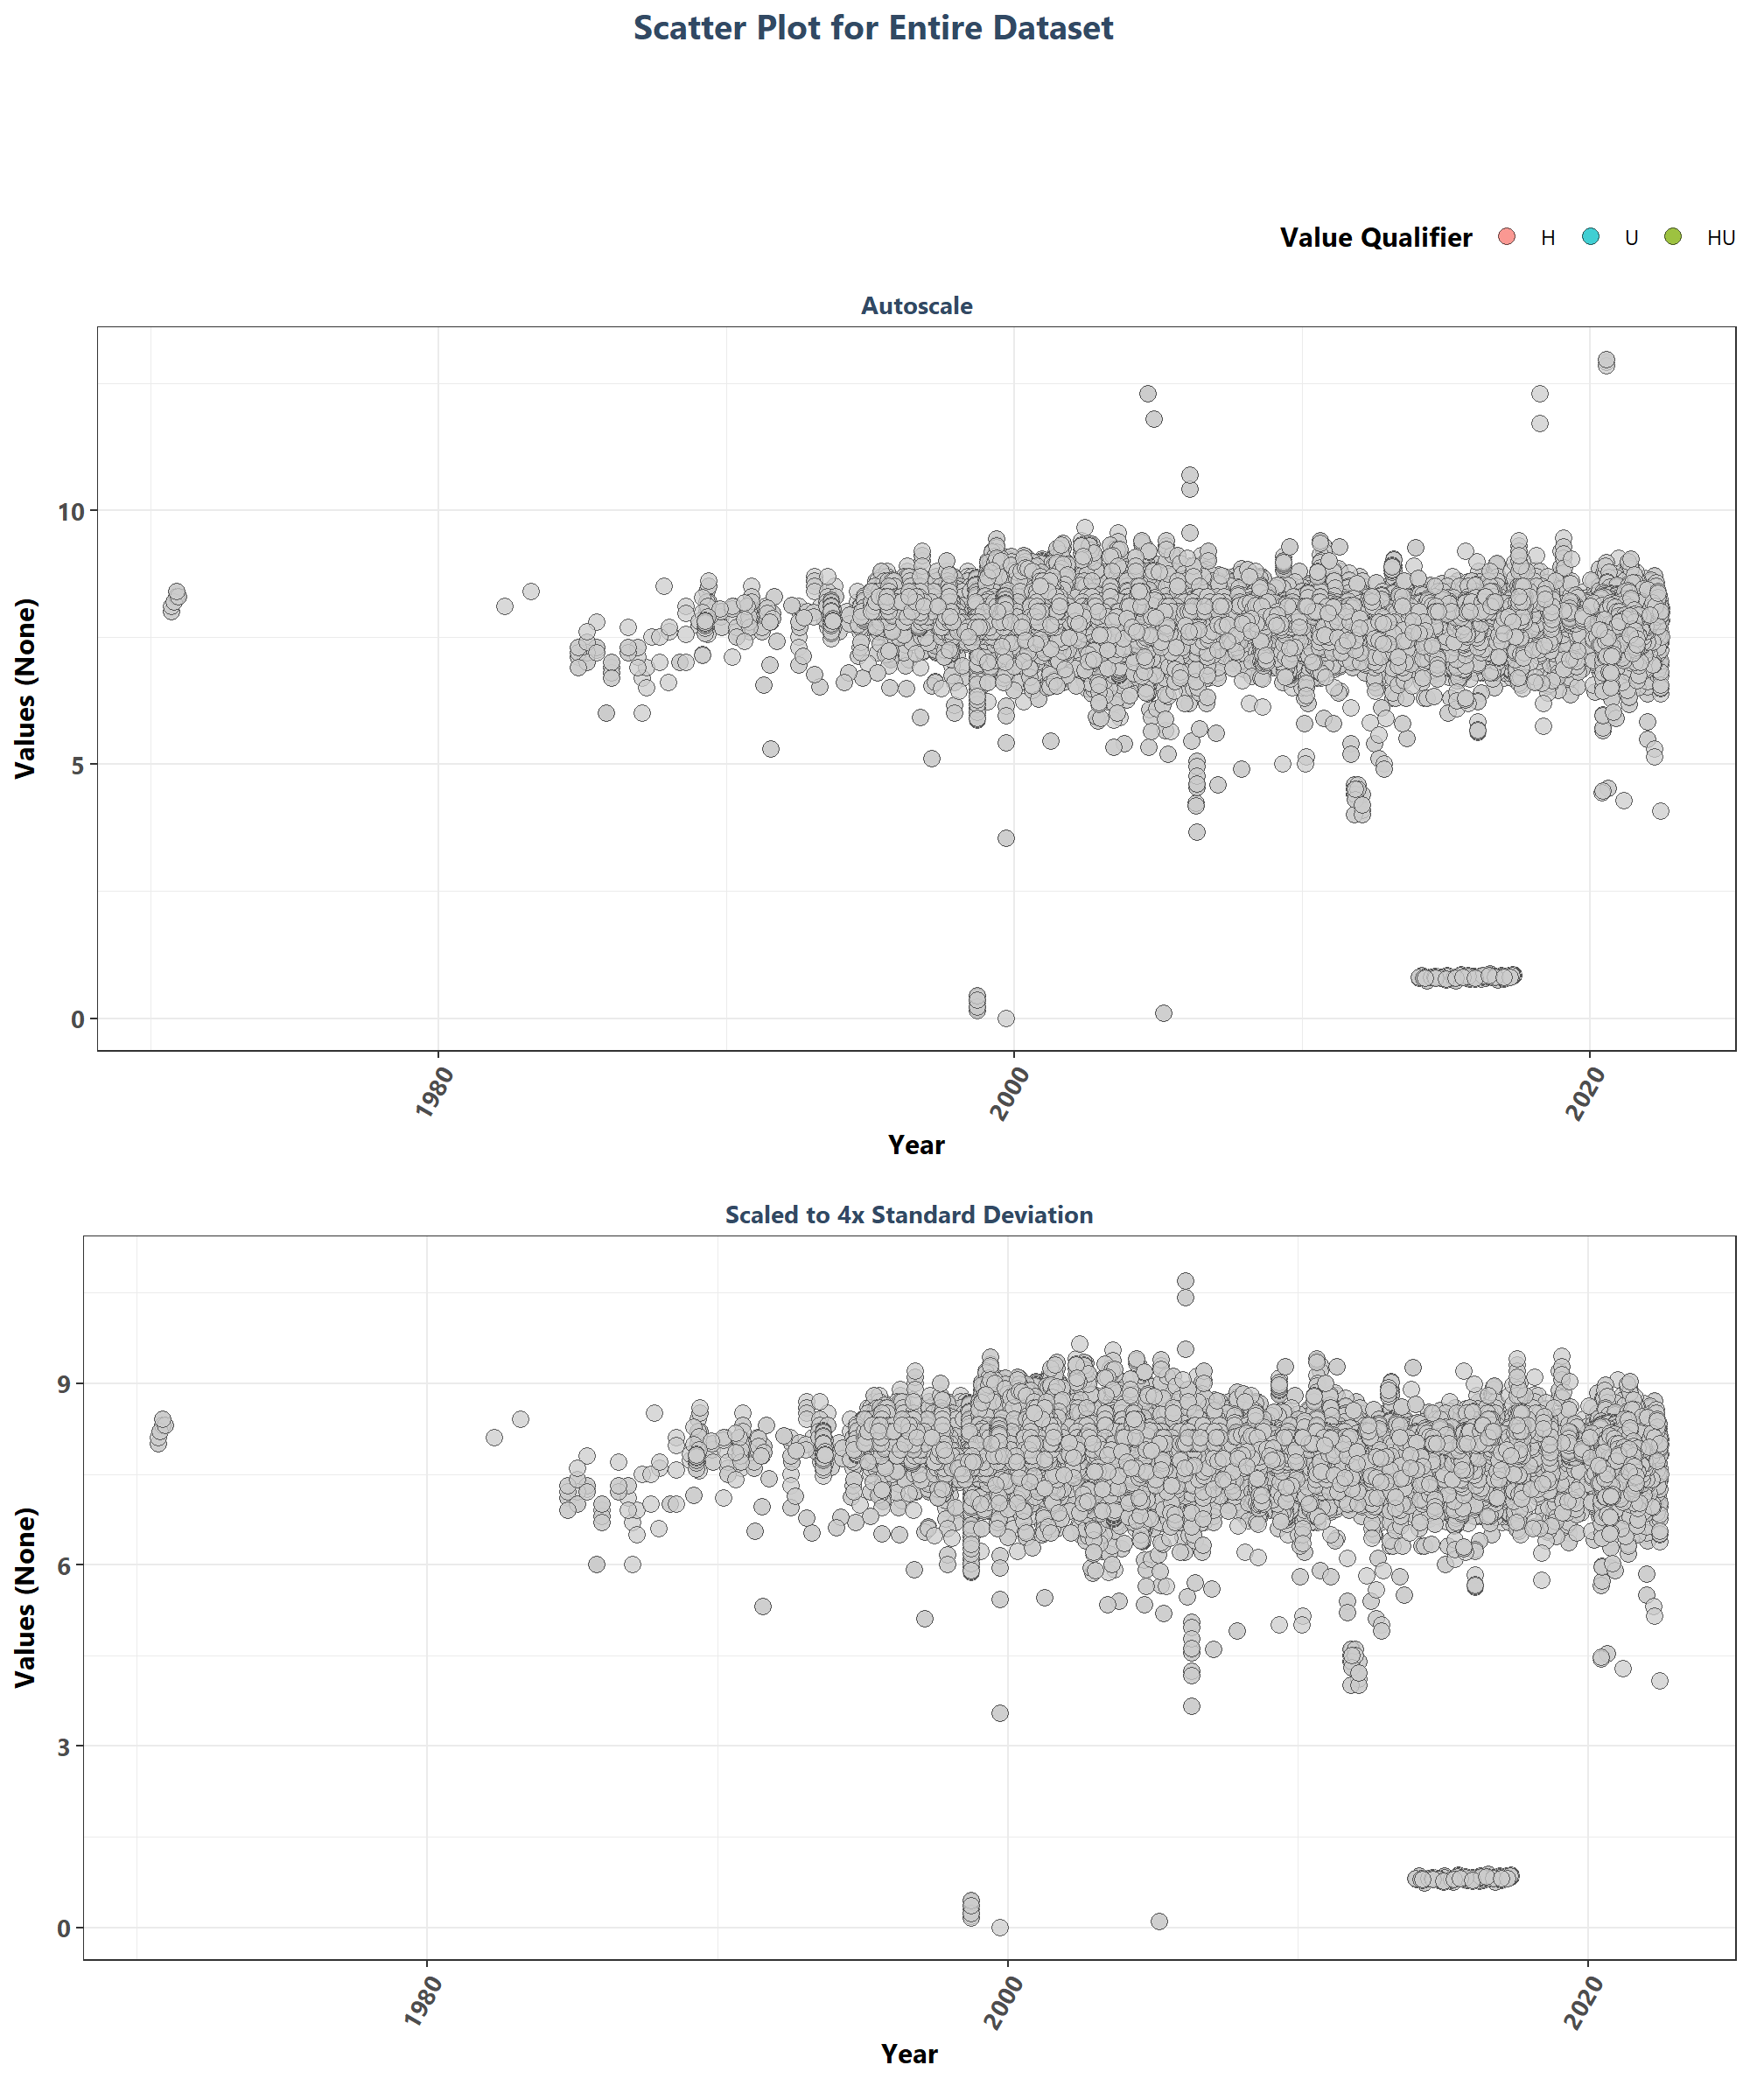 Scatter Plot for Entire Dataset
Value Qualifier H U HU
Autoscale
Values (None)
10
5
0
1980 2000 2020
Year
Scaled to 4x Standard Deviation
Values (None)
9
6
3
0
1980 2000 2020
Year